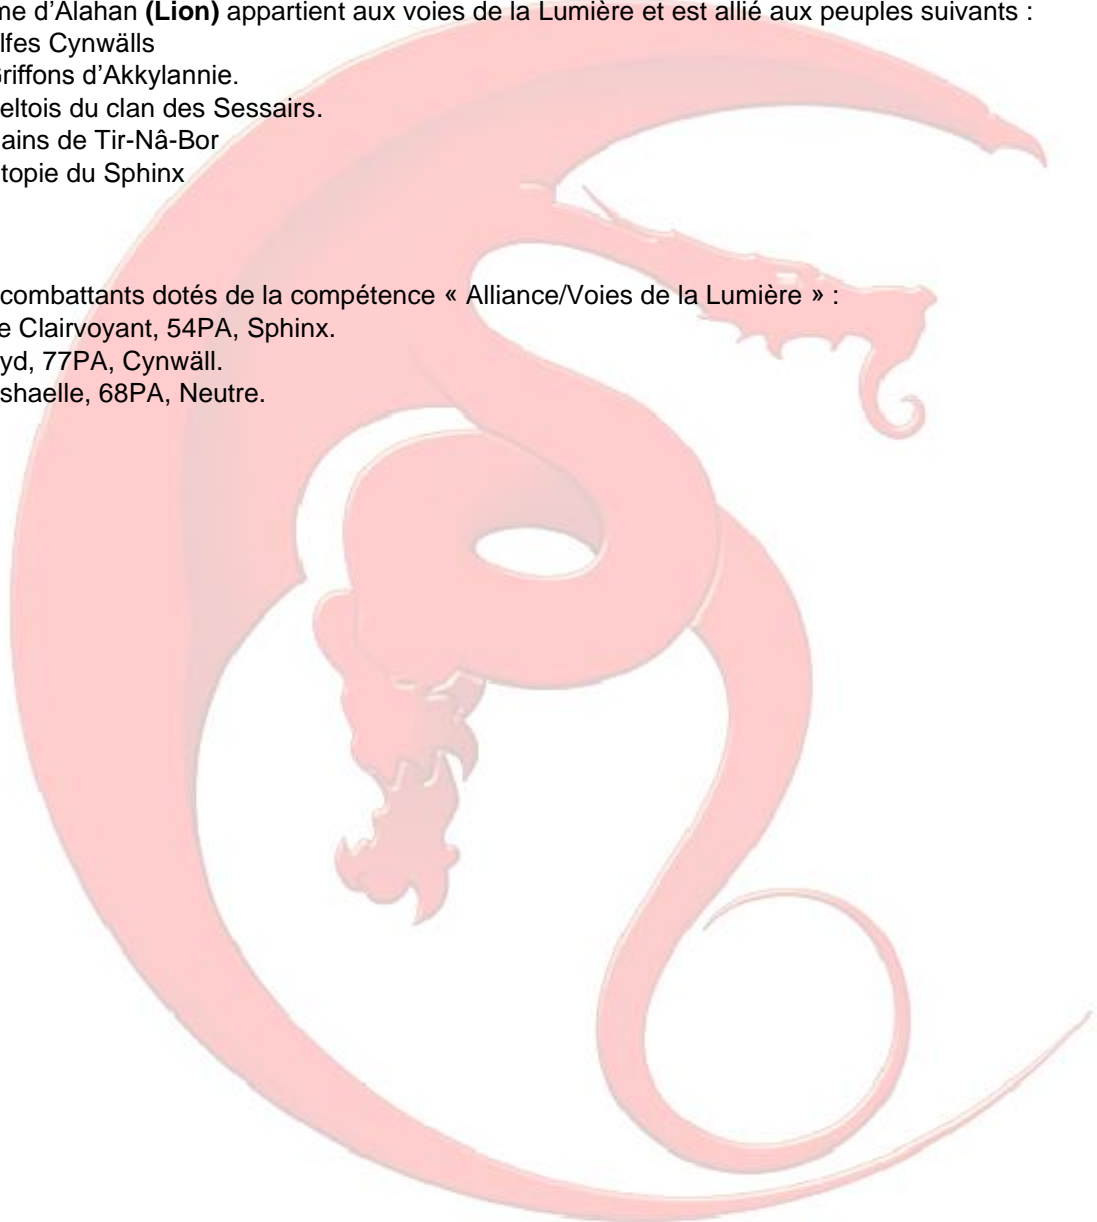 me d'Alahan (Lion) appartient aux voies de la Lumière et est allié aux peuples suivants :
lfes Cynwälls
riffons d'Akkylannie.
eltois du clan des Sessairs.
ains de Tir-Nâ-Bor
topie du Sphinx
combattants dotés de la compétence « Alliance/Voies de la Lumière » :
e Clairvoyant, 54PA, Sphinx.
yd, 77PA, Cynwäll.
shaelle, 68PA, Neutre.